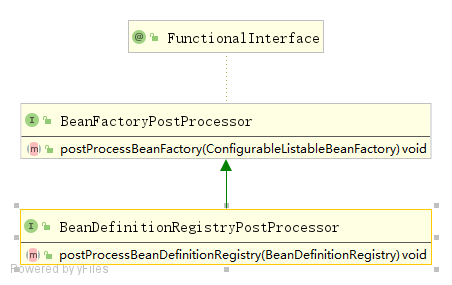 @ FunctionalInterface
I BeanFactoryPostProcessor
m postProcessBeanFactory(ConfigurableListableBeanFactory) void
I BeanDefinitionRegistryPostProcessor
m postProcessBeanDefinitionRegistry(BeanDefinitionRegistry) void
Powered by yFiles